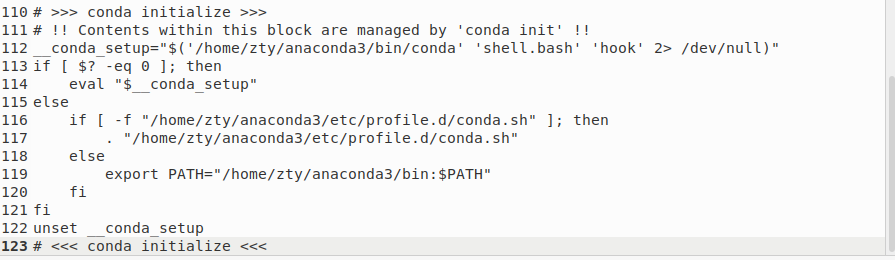 110 # >>> conda initialize >>>
111 # !! Contents within this block are managed by 'conda init' !!
112 __conda_setup="$('/home/zty/anaconda3/bin/conda' 'shell.bash' 'hook' 2> /dev/null)"
113 if [ $? -eq 0 ]; then
114     eval "$__conda_setup"
115 else
116     if [ -f "/home/zty/anaconda3/etc/profile.d/conda.sh" ]; then
117         . "/home/zty/anaconda3/etc/profile.d/conda.sh"
118     else
119         export PATH="/home/zty/anaconda3/bin:$PATH"
120     fi
121 fi
122 unset __conda_setup
123 # <<< conda initialize <<<